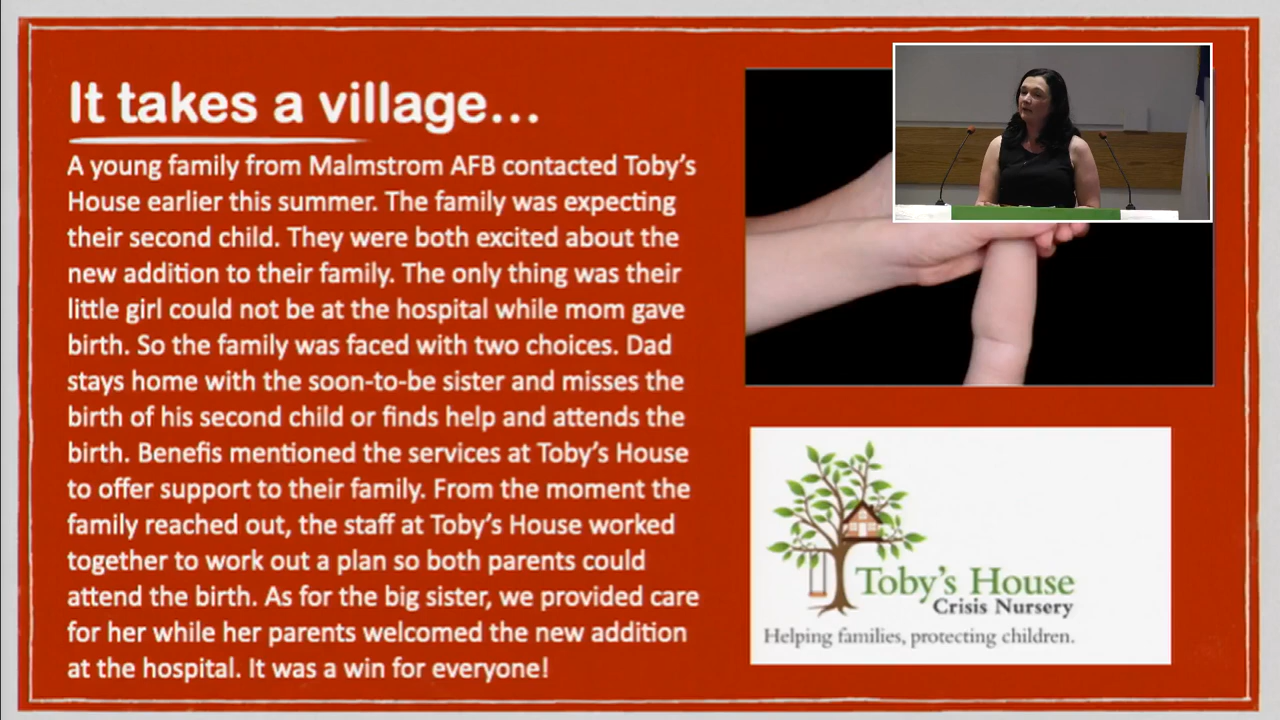 It takes a village...
A young family from Malmstrom AFB contacted Toby's
House earlier this summer. The family was expecting
their second child. They were both excited about the
new addition to their family. The only thing was their
little girl could not be at the hospital while mom gave
birth. So the family was faced with two choices. Dad
stays home with the soon-to-be sister and misses the
birth of his second child or finds help and attends the
birth. Benefis mentioned the services at Toby's House
to offer support to their family. From the moment the
family reached out, the staff at Toby's House worked
together to work out a plan so both parents could
attend the birth. As for the big sister, we provided care
for her while her parents welcomed the new addition
at the hospital. It was a win for everyone!
Toby's House
Crisis Nursery
Helping families, protecting children.